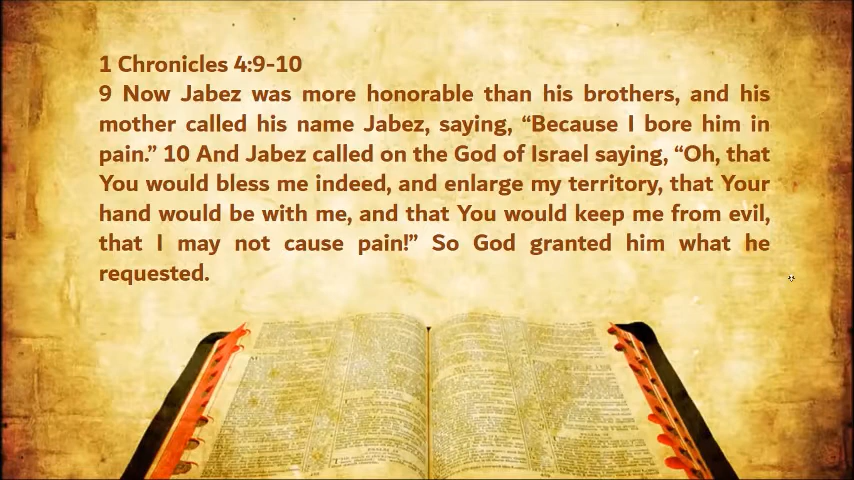 1 Chronicles 4:9-10
9 Now Jabez was more honorable than his brothers, and his
mother called his name Jabez, saying, “Because I bore him in
pain.” 10 And Jabez called on the God of Israel saying, “Oh, that
You would bless me indeed, and enlarge my territory, that Your
hand would be with me, and that You would keep me from evil,
that I may not cause pain!” So God granted him what he
requested.